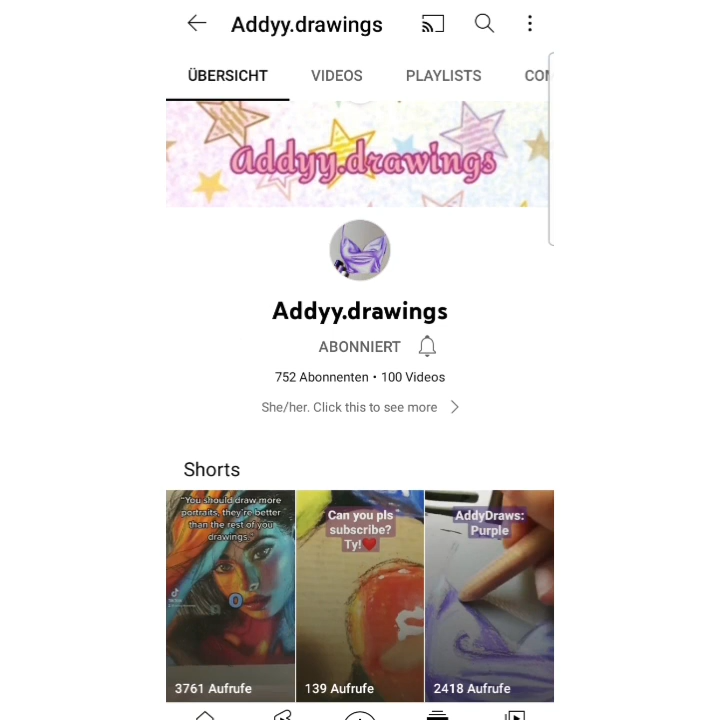 Addyy.drawings
ÜBERSICHT VIDEOS PLAYLISTS
Addyy.drawings
Addyy.drawings
ABONNIERT
752 Abonnenten • 100 Videos
She/her. Click this to see more
Shorts
"You should draw more
portraits, they're better
than the rest of you
drawings."
TikTok
3761 Aufrufe
Can you pls
subscribe?
Ty!❤️
139 Aufrufe
AddyDraws:
Purple
2418 Aufrufe